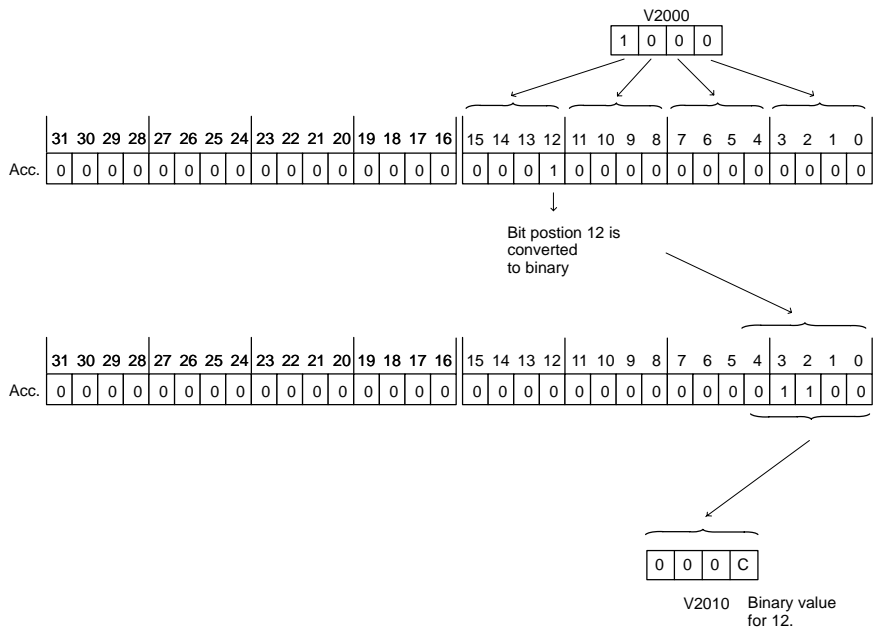 V2000
1 0 0 0
31 30 29 28 27 26 25 24 23 22 21 20 19 18 17 16 15 14 13 12 11 10 9 8 7 6 5 4 3 2 1 0
Acc. 0 0 0 0 0 0 0 0 0 0 0 0 0 0 0 0 0 0 0 1 0 0 0 0 0 0 0 0 0 0 0 0
Bit postion 12 is
converted
to binary
31 30 29 28 27 26 25 24 23 22 21 20 19 18 17 16 15 14 13 12 11 10 9 8 7 6 5 4 3 2 1 0
Acc. 0 0 0 0 0 0 0 0 0 0 0 0 0 0 0 0 0 0 0 0 0 0 0 0 0 0 0 0 1 1 0 0
0 0 0 C
V2010 Binary value
for 12.